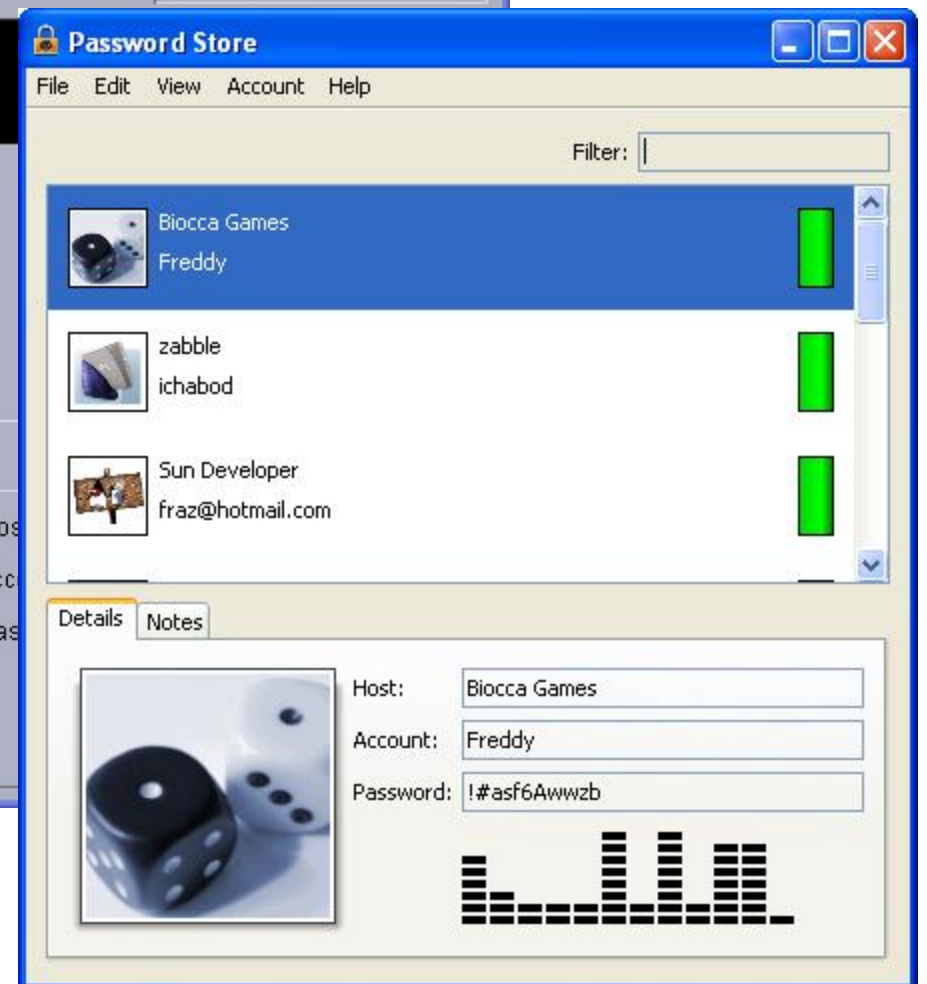 Password Store
File Edit View Account Help
Filter:
Biocca Games
Freddy
zabble
ichabod
Sun Developer
fraz@hotmail.com
Details Notes
Host: Biocca Games
Account: Freddy
Password: !#asf6Awwzb